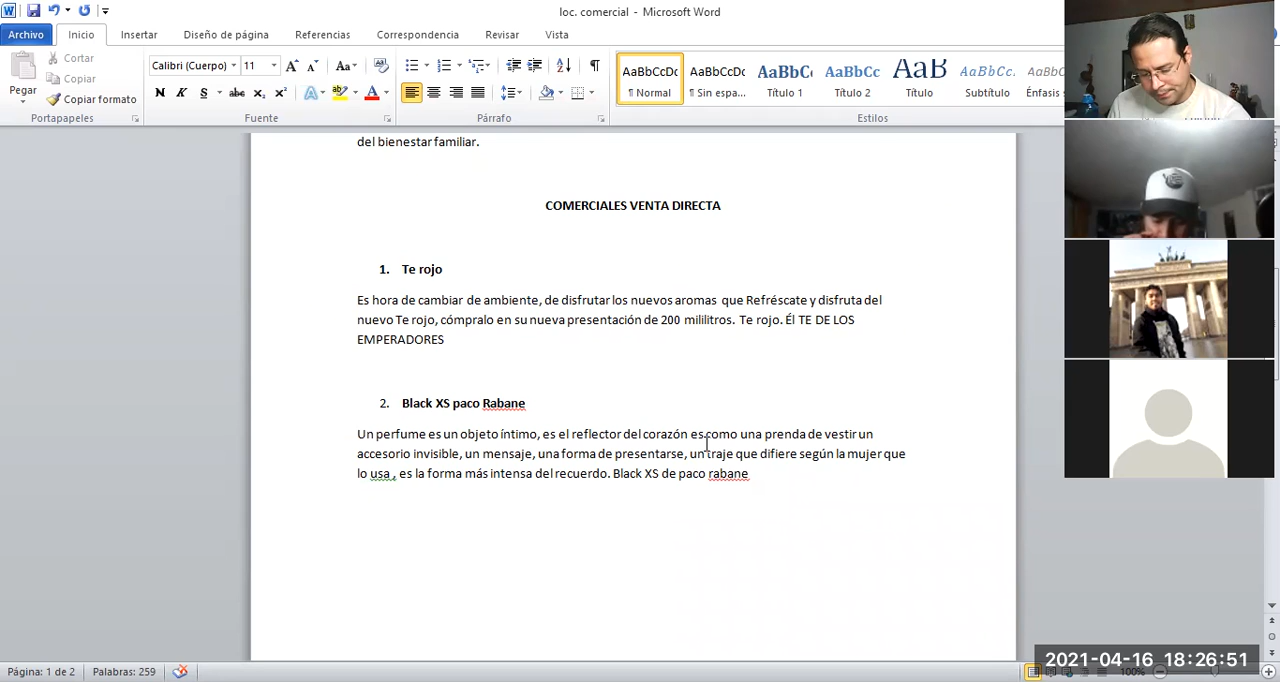 loc. comercial - Microsoft Word
Archivo Inicio Insertar Diseño de página Referencias Correspondencia Revisar Vista
Cortar
Copiar
Copiar formato
Pegar
Portapapeles
Calibri (Cuerpo) 11
Fuente
Párrafo
AaBbCcDc AaBbCcDc AaBbC( AaBbCc AaB AaBbCc.
¶ Normal ¶ Sin espa... Título 1 Título 2 Título Subtítulo Énfasis
Estilos
del bienestar familiar.
COMERCIALES VENTA DIRECTA
1. Te rojo
Es hora de cambiar de ambiente, de disfrutar los nuevos aromas que Refréscate y disfruta del
nuevo Te rojo, cómpralo en su nueva presentación de 200 mililitros. Te rojo. Él TE DE LOS
EMPERADORES
2. Black XS paco Rabane
Un perfume es un objeto íntimo, es el reflector del corazón es como una prenda de vestir un
accesorio invisible, un mensaje, una forma de presentarse, un traje que difiere según la mujer que
lo usa , es la forma más intensa del recuerdo. Black XS de paco rabane
Página: 1 de 2 Palabras: 259
100%
2021-04-16 18:26:51